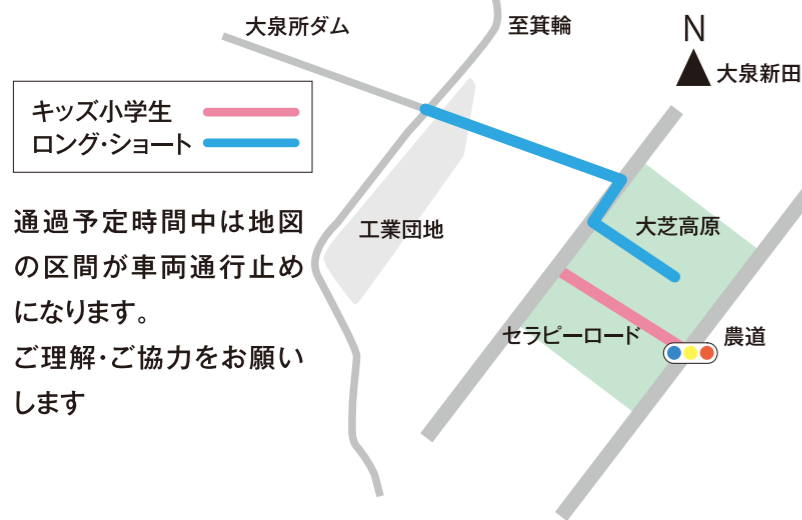 大泉所ダム
至箕輪
N
大泉新田
キッズ小学生
ロング・ショート
通過予定時間中は地図
の区間が車両通行止め
になります。
ご理解・ご協力をお願い
します
工業団地
大芝高原
セラピーロード
農道